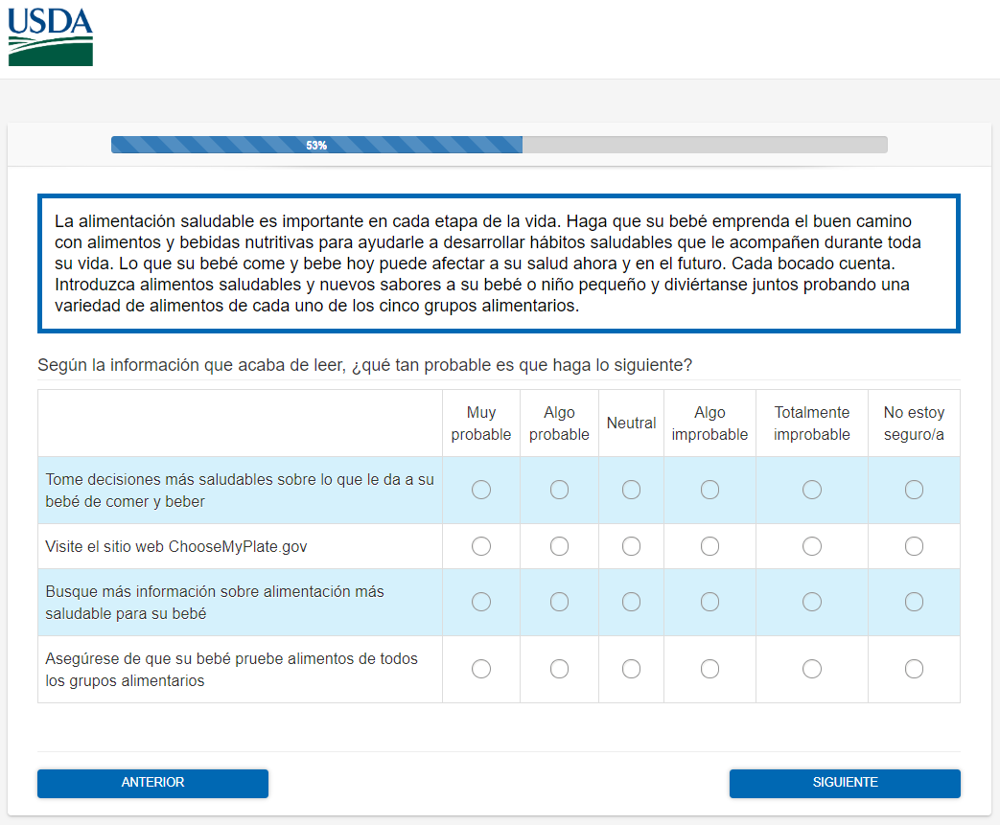 USDA
53%
La alimentación saludable es importante en cada etapa de la vida. Haga que su bebé emprenda el buen camino
con alimentos y bebidas nutritivas para ayudarle a desarrollar hábitos saludables que le acompañen durante toda
su vida. Lo que su bebé come y bebe hoy puede afectar a su salud ahora y en el futuro. Cada bocado cuenta.
Introduzca alimentos saludables y nuevos sabores a su bebé o niño pequeño y diviértanse juntos probando una
variedad de alimentos de cada uno de los cinco grupos alimentarios.
Según la información que acaba de leer, ¿qué tan probable es que haga lo siguiente?
Muy
probable
Algo
probable
Neutral
Algo
improbable
Totalmente
improbable
No estoy
seguro/a
Tome decisiones más saludables sobre lo que le da a su
bebé de comer y beber
Visite el sitio web ChooseMyPlate.gov
Busque más información sobre alimentación más
saludable para su bebé
Asegúrese de que su bebé pruebe alimentos de todos
los grupos alimentarios
ANTERIOR
SIGUIENTE